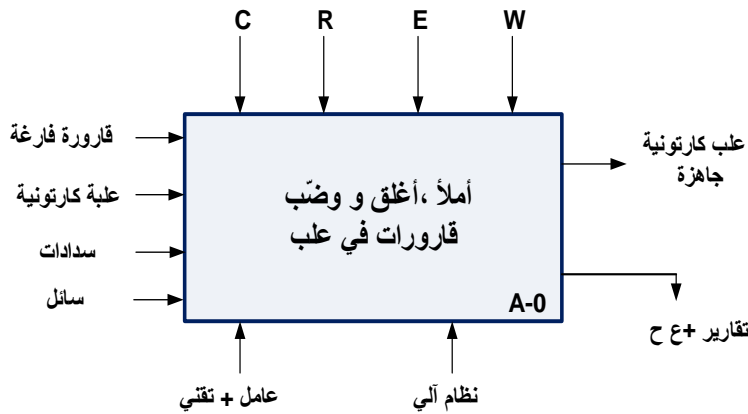 C
R
E
W
قارورة فارغة
علبة كارتونية
سدادات
سائل
أملأ ،أغلق و وضّب
قارورات في علب
A-0
علب كارتونية
جاهزة
تقارير +ع ح
عامل + تقني
نظام آلي